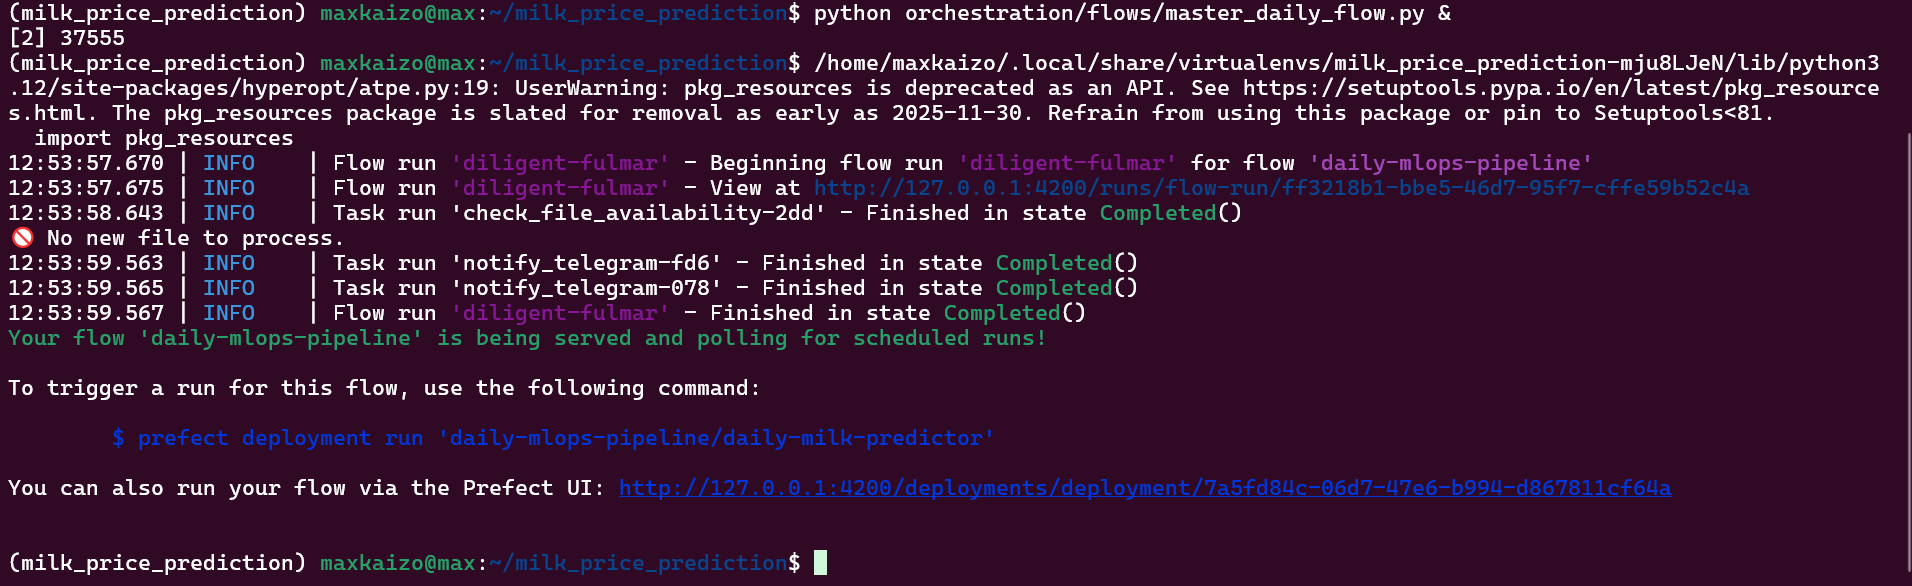 (milk_price_prediction) maxkaizo@max:~/milk_price_prediction$ python orchestration/flows/master_daily_flow.py &
[2] 37555
(milk_price_prediction) maxkaizo@max:~/milk_price_prediction$ /home/maxkaizo/.local/share/virtualenvs/milk_price_prediction-mju8LJeN/lib/python3
.12/site-packages/hyperopt/atpe.py:19: UserWarning: pkg_resources is deprecated as an API. See https://setuptools.pypa.io/en/latest/pkg_resource
s.html. The pkg_resources package is slated for removal as early as 2025-11-30. Refrain from using this package or pin to Setuptools<81.
  import pkg_resources
12:53:57.670 | INFO    | Flow run 'diligent-fulmar' - Beginning flow run 'diligent-fulmar' for flow 'daily-mlops-pipeline'
12:53:57.675 | INFO    | Flow run 'diligent-fulmar' - View at http://127.0.0.1:4200/runs/flow-run/ff3218b1-bbe5-46d7-95f7-cffe59b52c4a
12:53:58.643 | INFO    | Task run 'check_file_availability-2dd' - Finished in state Completed()
🚫 No new file to process.
12:53:59.563 | INFO    | Task run 'notify_telegram-fd6' - Finished in state Completed()
12:53:59.565 | INFO    | Task run 'notify_telegram-078' - Finished in state Completed()
12:53:59.567 | INFO    | Flow run 'diligent-fulmar' - Finished in state Completed()
Your flow 'daily-mlops-pipeline' is being served and polling for scheduled runs!
To trigger a run for this flow, use the following command:
        $ prefect deployment run 'daily-mlops-pipeline/daily-milk-predictor'
You can also run your flow via the Prefect UI: http://127.0.0.1:4200/deployments/deployment/7a5fd84c-06d7-47e6-b994-d867811cf64a
(milk_price_prediction) maxkaizo@max:~/milk_price_prediction$